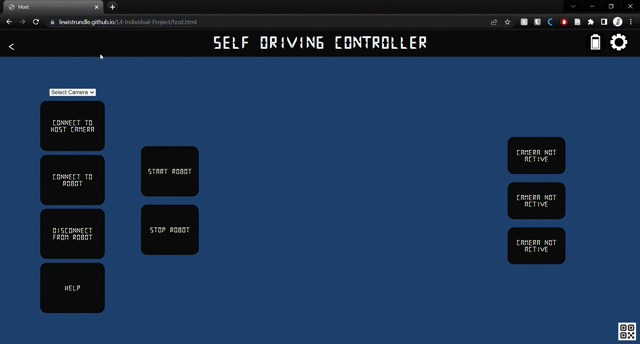 Host
lewistrundle.github.io/L4-Individual-Project/host.html
SELF DRIVING CONTROLLER
Select Camera
CONNECT TO
HOST CAMERA
CONNECT TO
ROBOT
DISCONNECT
FROM ROBOT
HELP
START ROBOT
STOP ROBOT
CAMERA NOT
ACTIVE
CAMERA NOT
ACTIVE
CAMERA NOT
ACTIVE